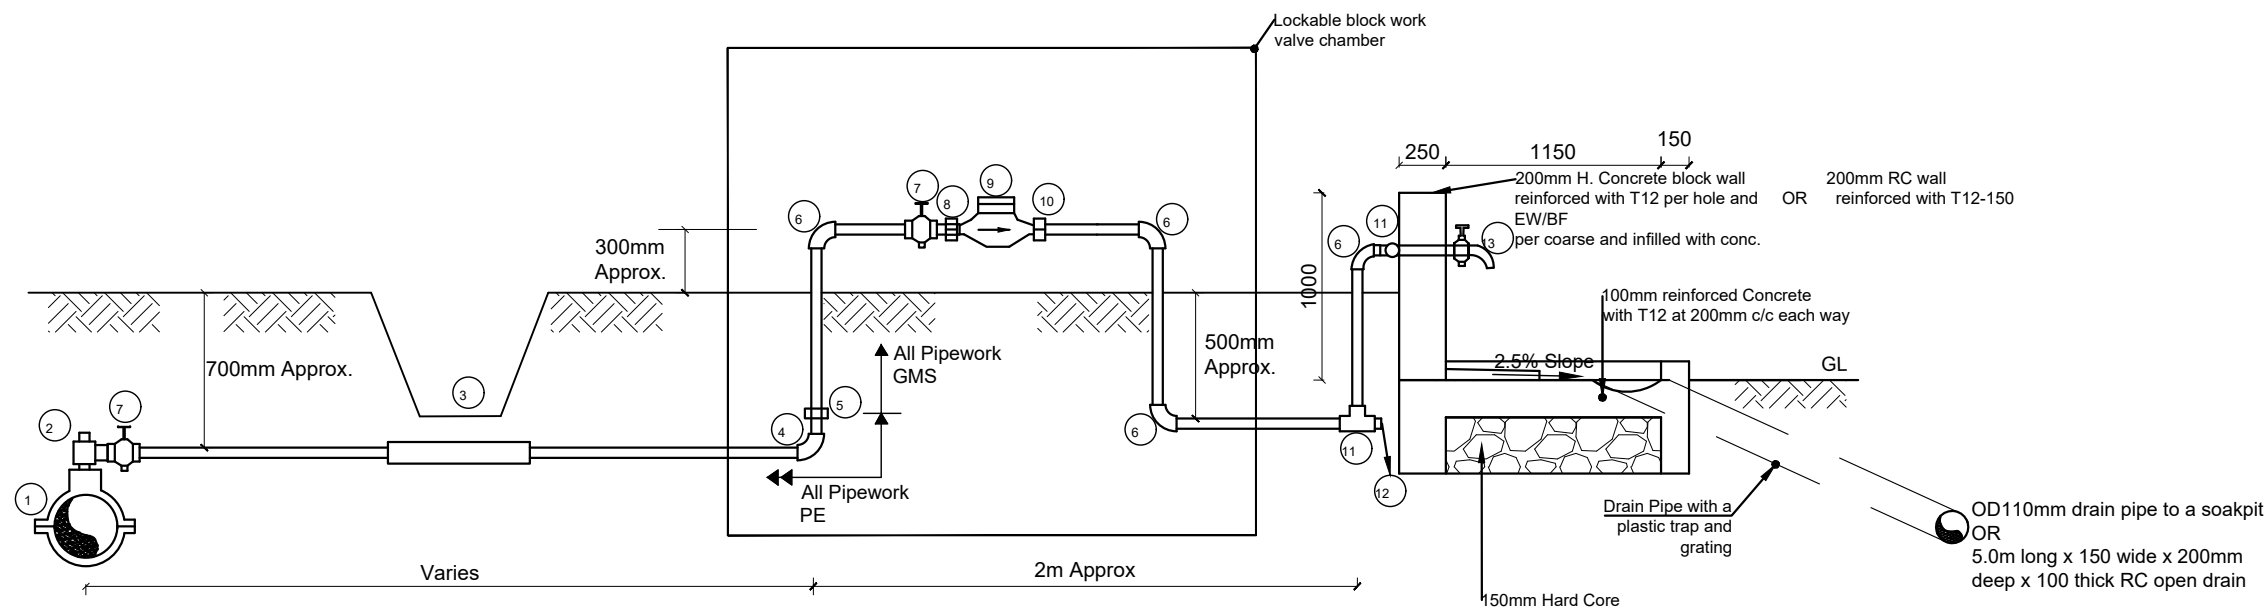 Lockable block work
valve chamber
250
1150
150
200mm H. Concrete block wall
reinforced with T12 per hole and
EW/BF
per coarse and infilled with conc.
OR
200mm RC wall
reinforced with T12-150
7
8
9
10
6
6
11
6
13
300mm
Approx.
1000
100mm reinforced Concrete
with T12 at 200mm c/c each way
700mm Approx.
All Pipework
GMS
500mm
Approx.
2.5% Slope
GL
3
5
7
2
4
6
11
1
12
All Pipework
PE
Drain Pipe with a
plastic trap and
grating
OD110mm drain pipe to a soakpit
OR
5.0m long x 150 wide x 200mm
deep x 100 thick RC open drain
Varies
2m Approx
150mm Hard Core